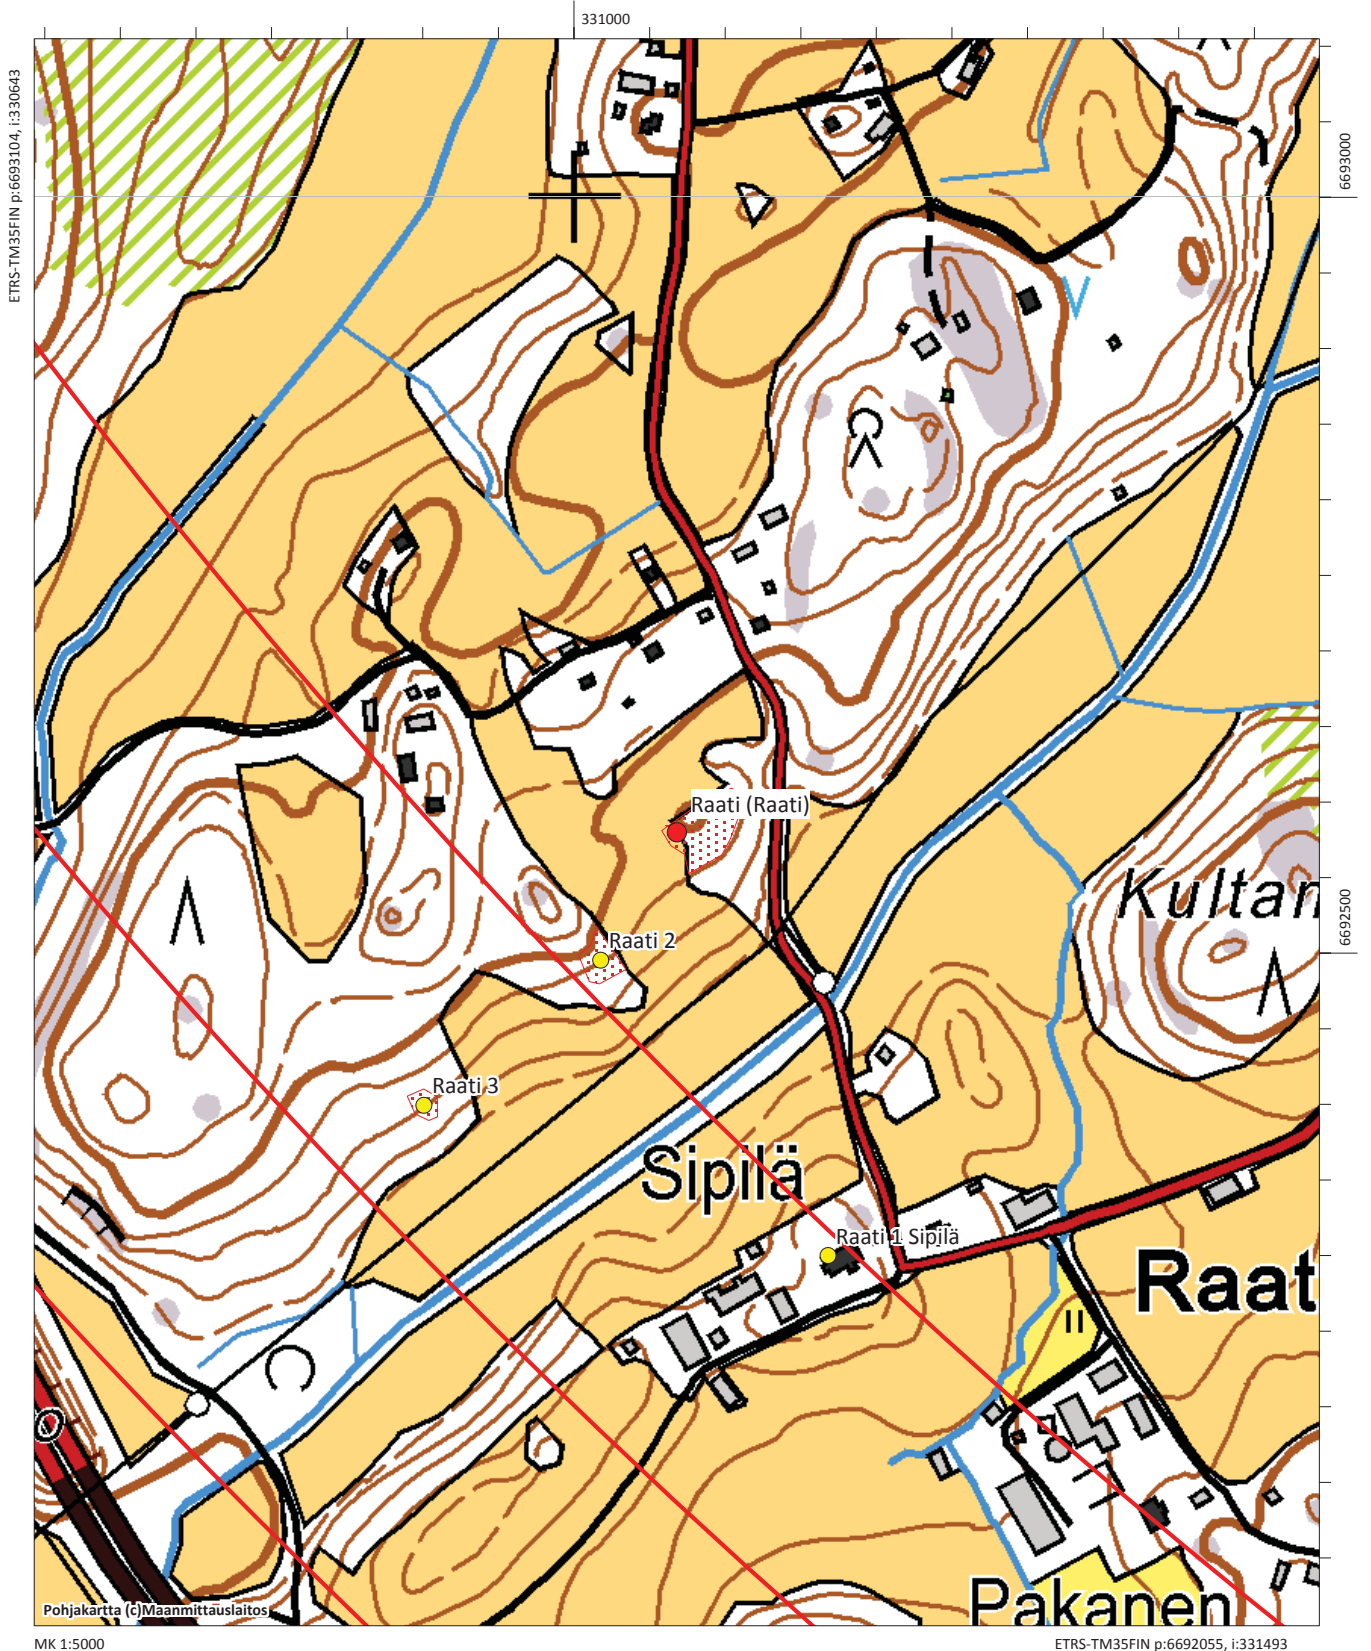 331000
ETRS-TM35FIN p:6693104, i:330643
6693000
Raati (Raati)
Kultan
6692500
Raati 2
Raati 3
Sipilä
Raati 1 Sipilä
Raat
II
Pakanen
Pohjakartta (c)Maanmittauslaitos
MK 1:5000
ETRS-TM35FIN p:6692055, i:331493